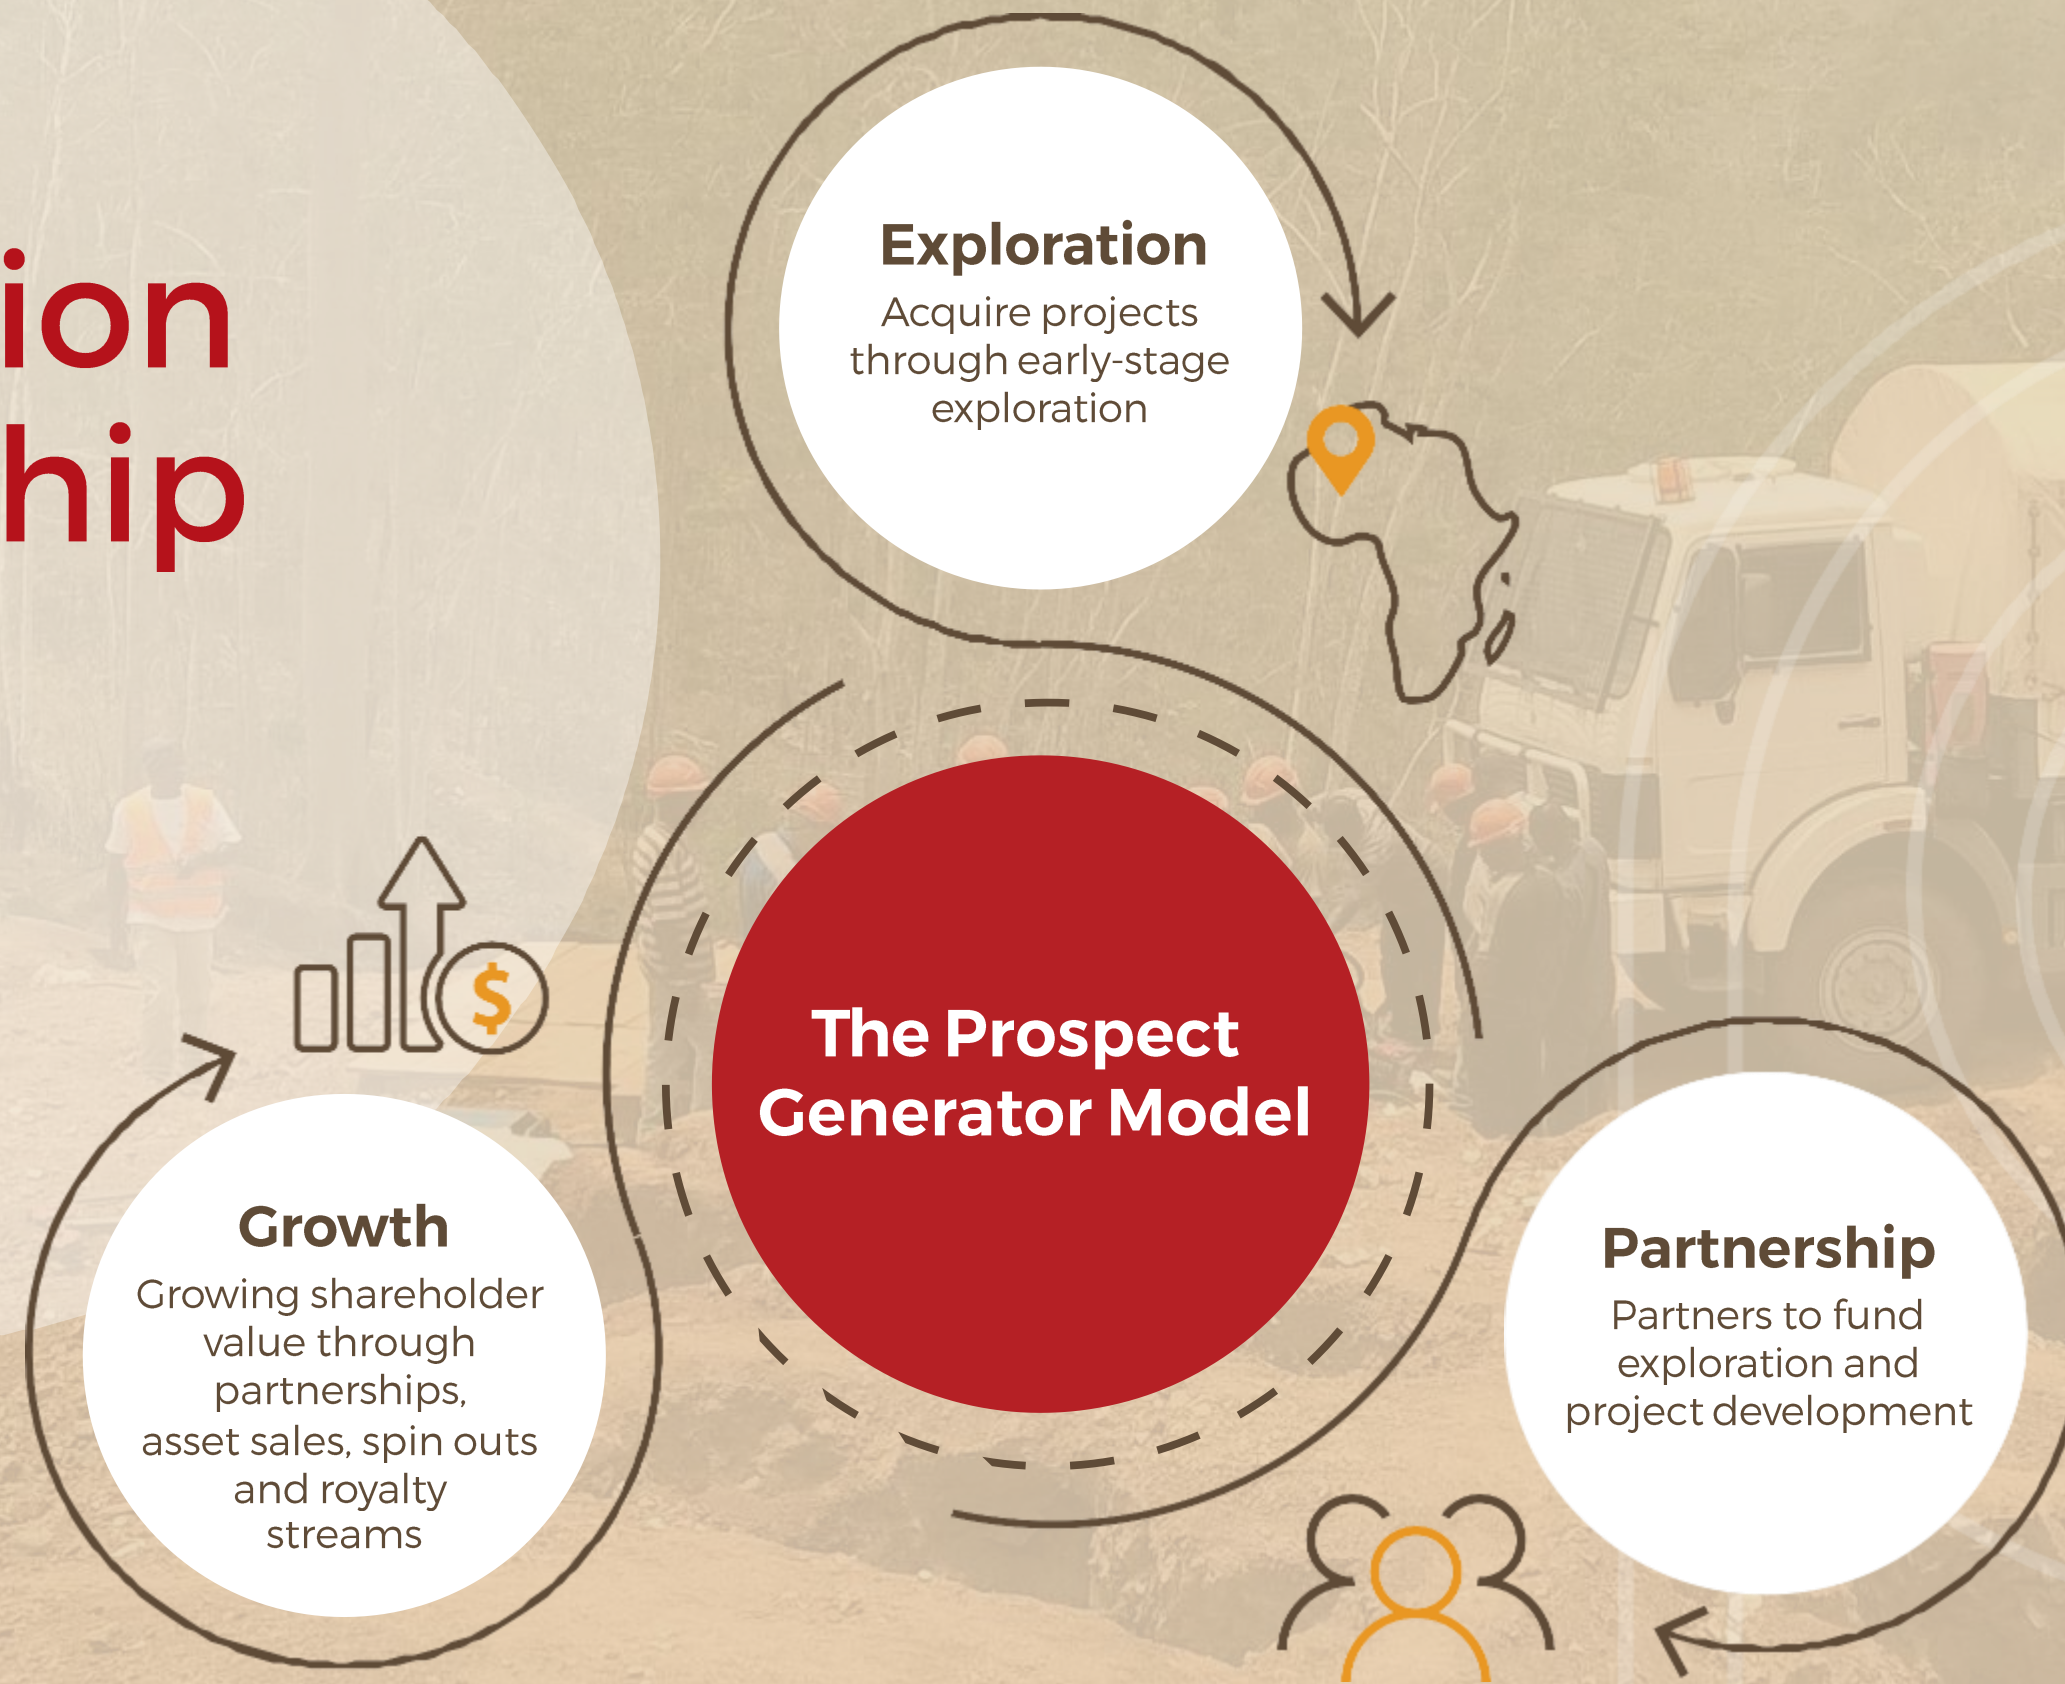 ion
hip
Exploration
Acquire projects
through early-stage
exploration
The Prospect
Generator Model
Growth
Growing shareholder
value through
partnerships,
asset sales, spin outs
and royalty
streams
$
Partnership
Partners to fund
exploration and
project development